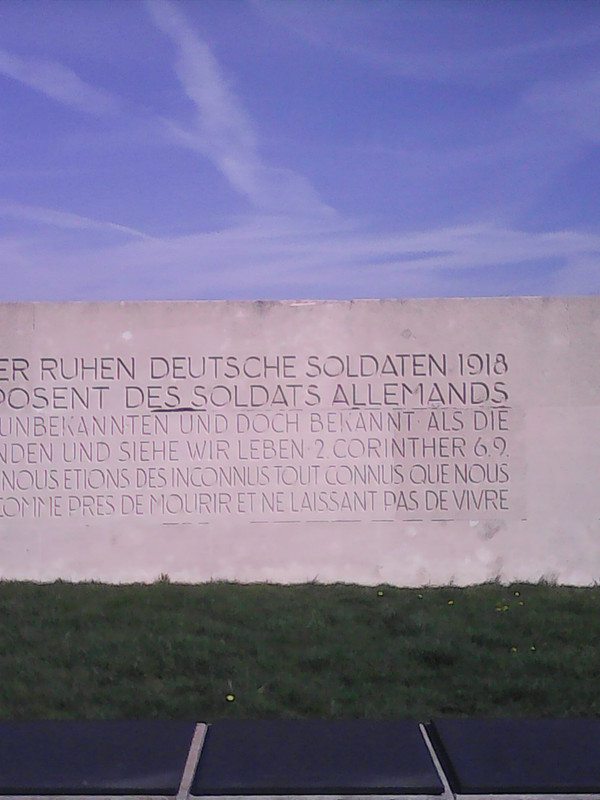 ER RUHEN DEUTSCHE SOLDATEN 1918
POSENT DES SOLDATS ALLEMANDS
UNBEKANNTEN UND DOCH BEKANNT · ALS DIE
NDEN UND SIEHE WIR LEBEN · 2. CORINTHER 6.9.
NOUS ETIONS DES INCONNUS TOUT CONNUS QUE NOUS
COMME PRES DE MOURIR ET NE LAISSANT PAS DE VIVRE